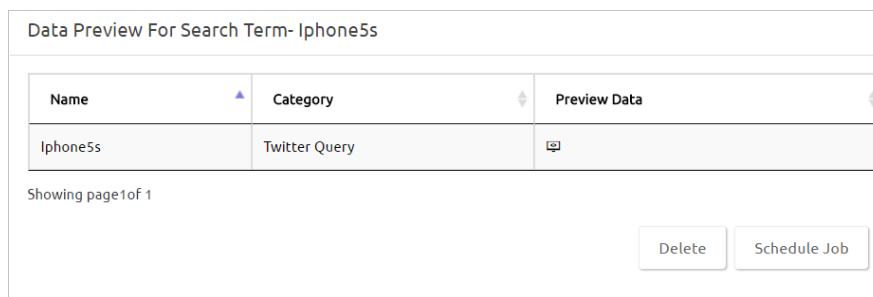 Data Preview For Search Term- Iphone5s
Name Category Preview Data
Iphone5s Twitter Query
Showing page1of 1
Delete Schedule Job